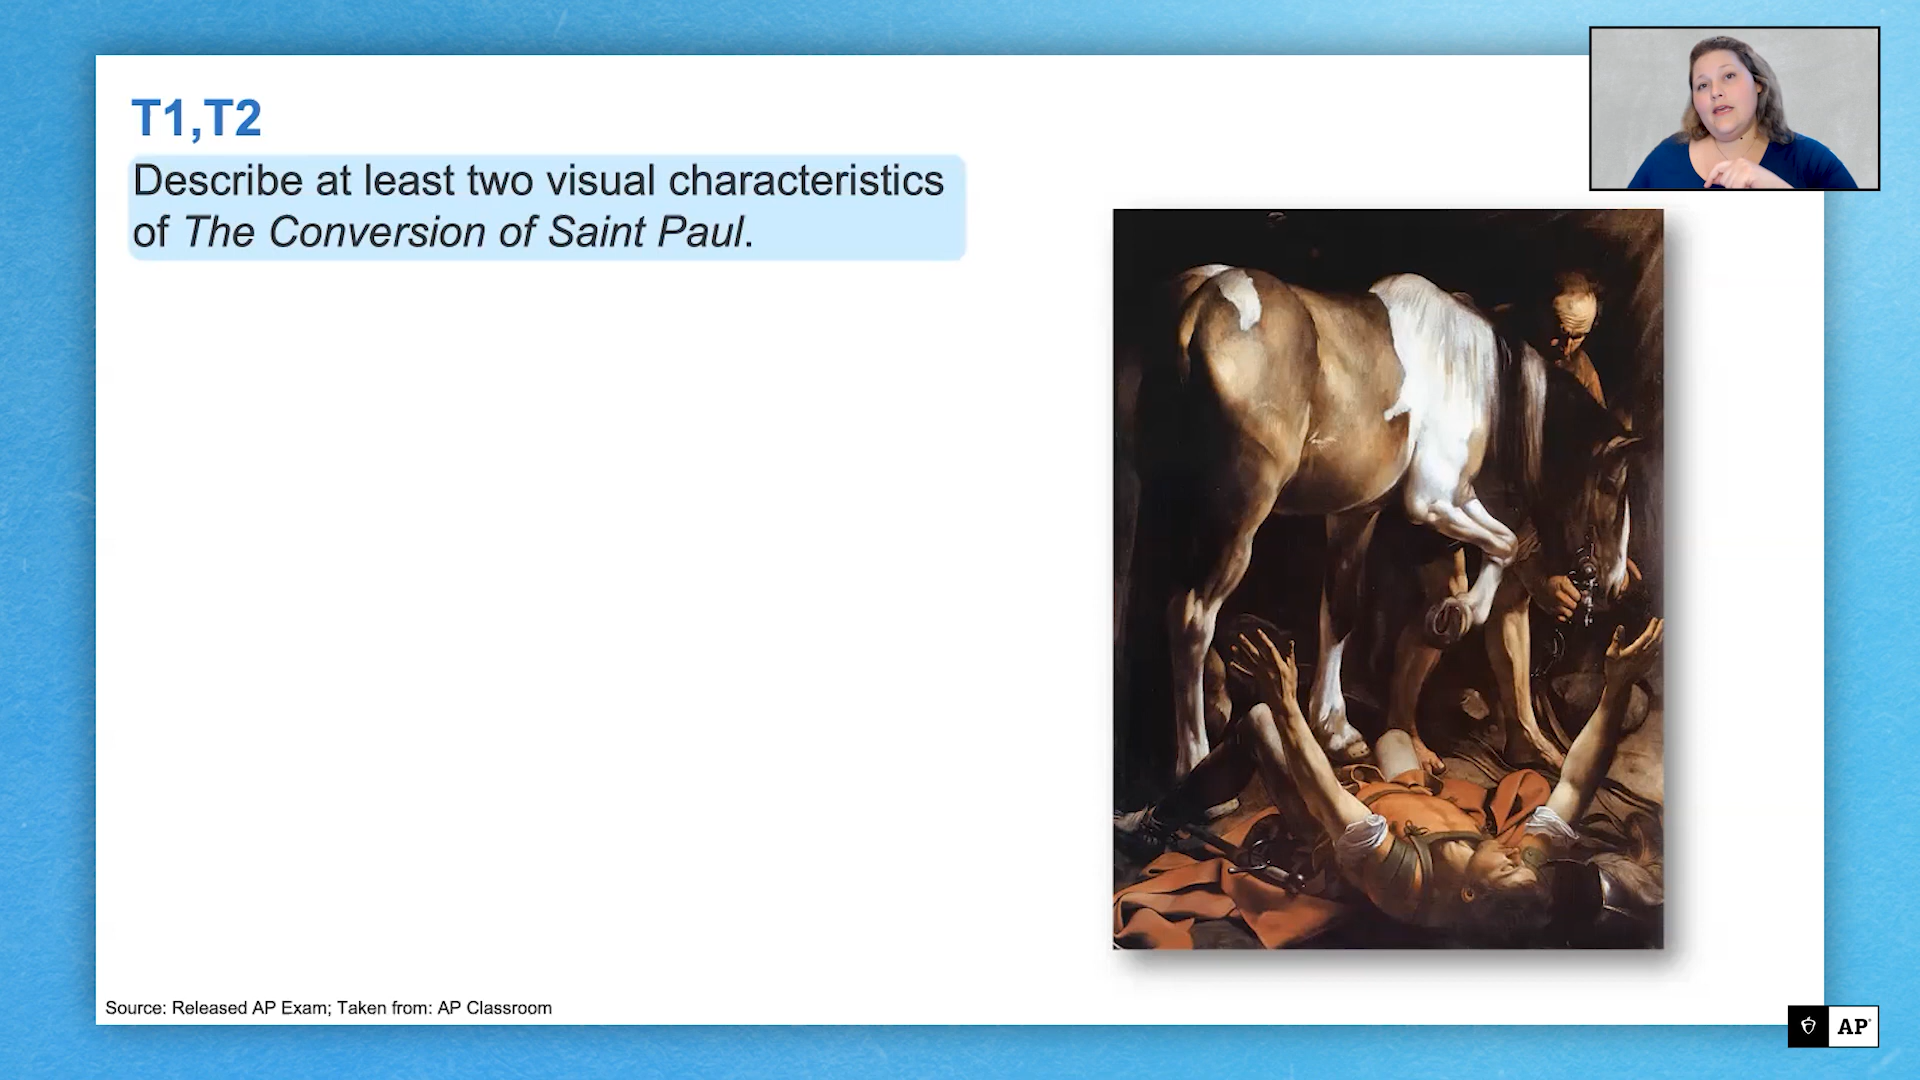 T1,T2
Describe at least two visual characteristics
of The Conversion of Saint Paul.
Source: Released AP Exam; Taken from: AP Classroom
AP